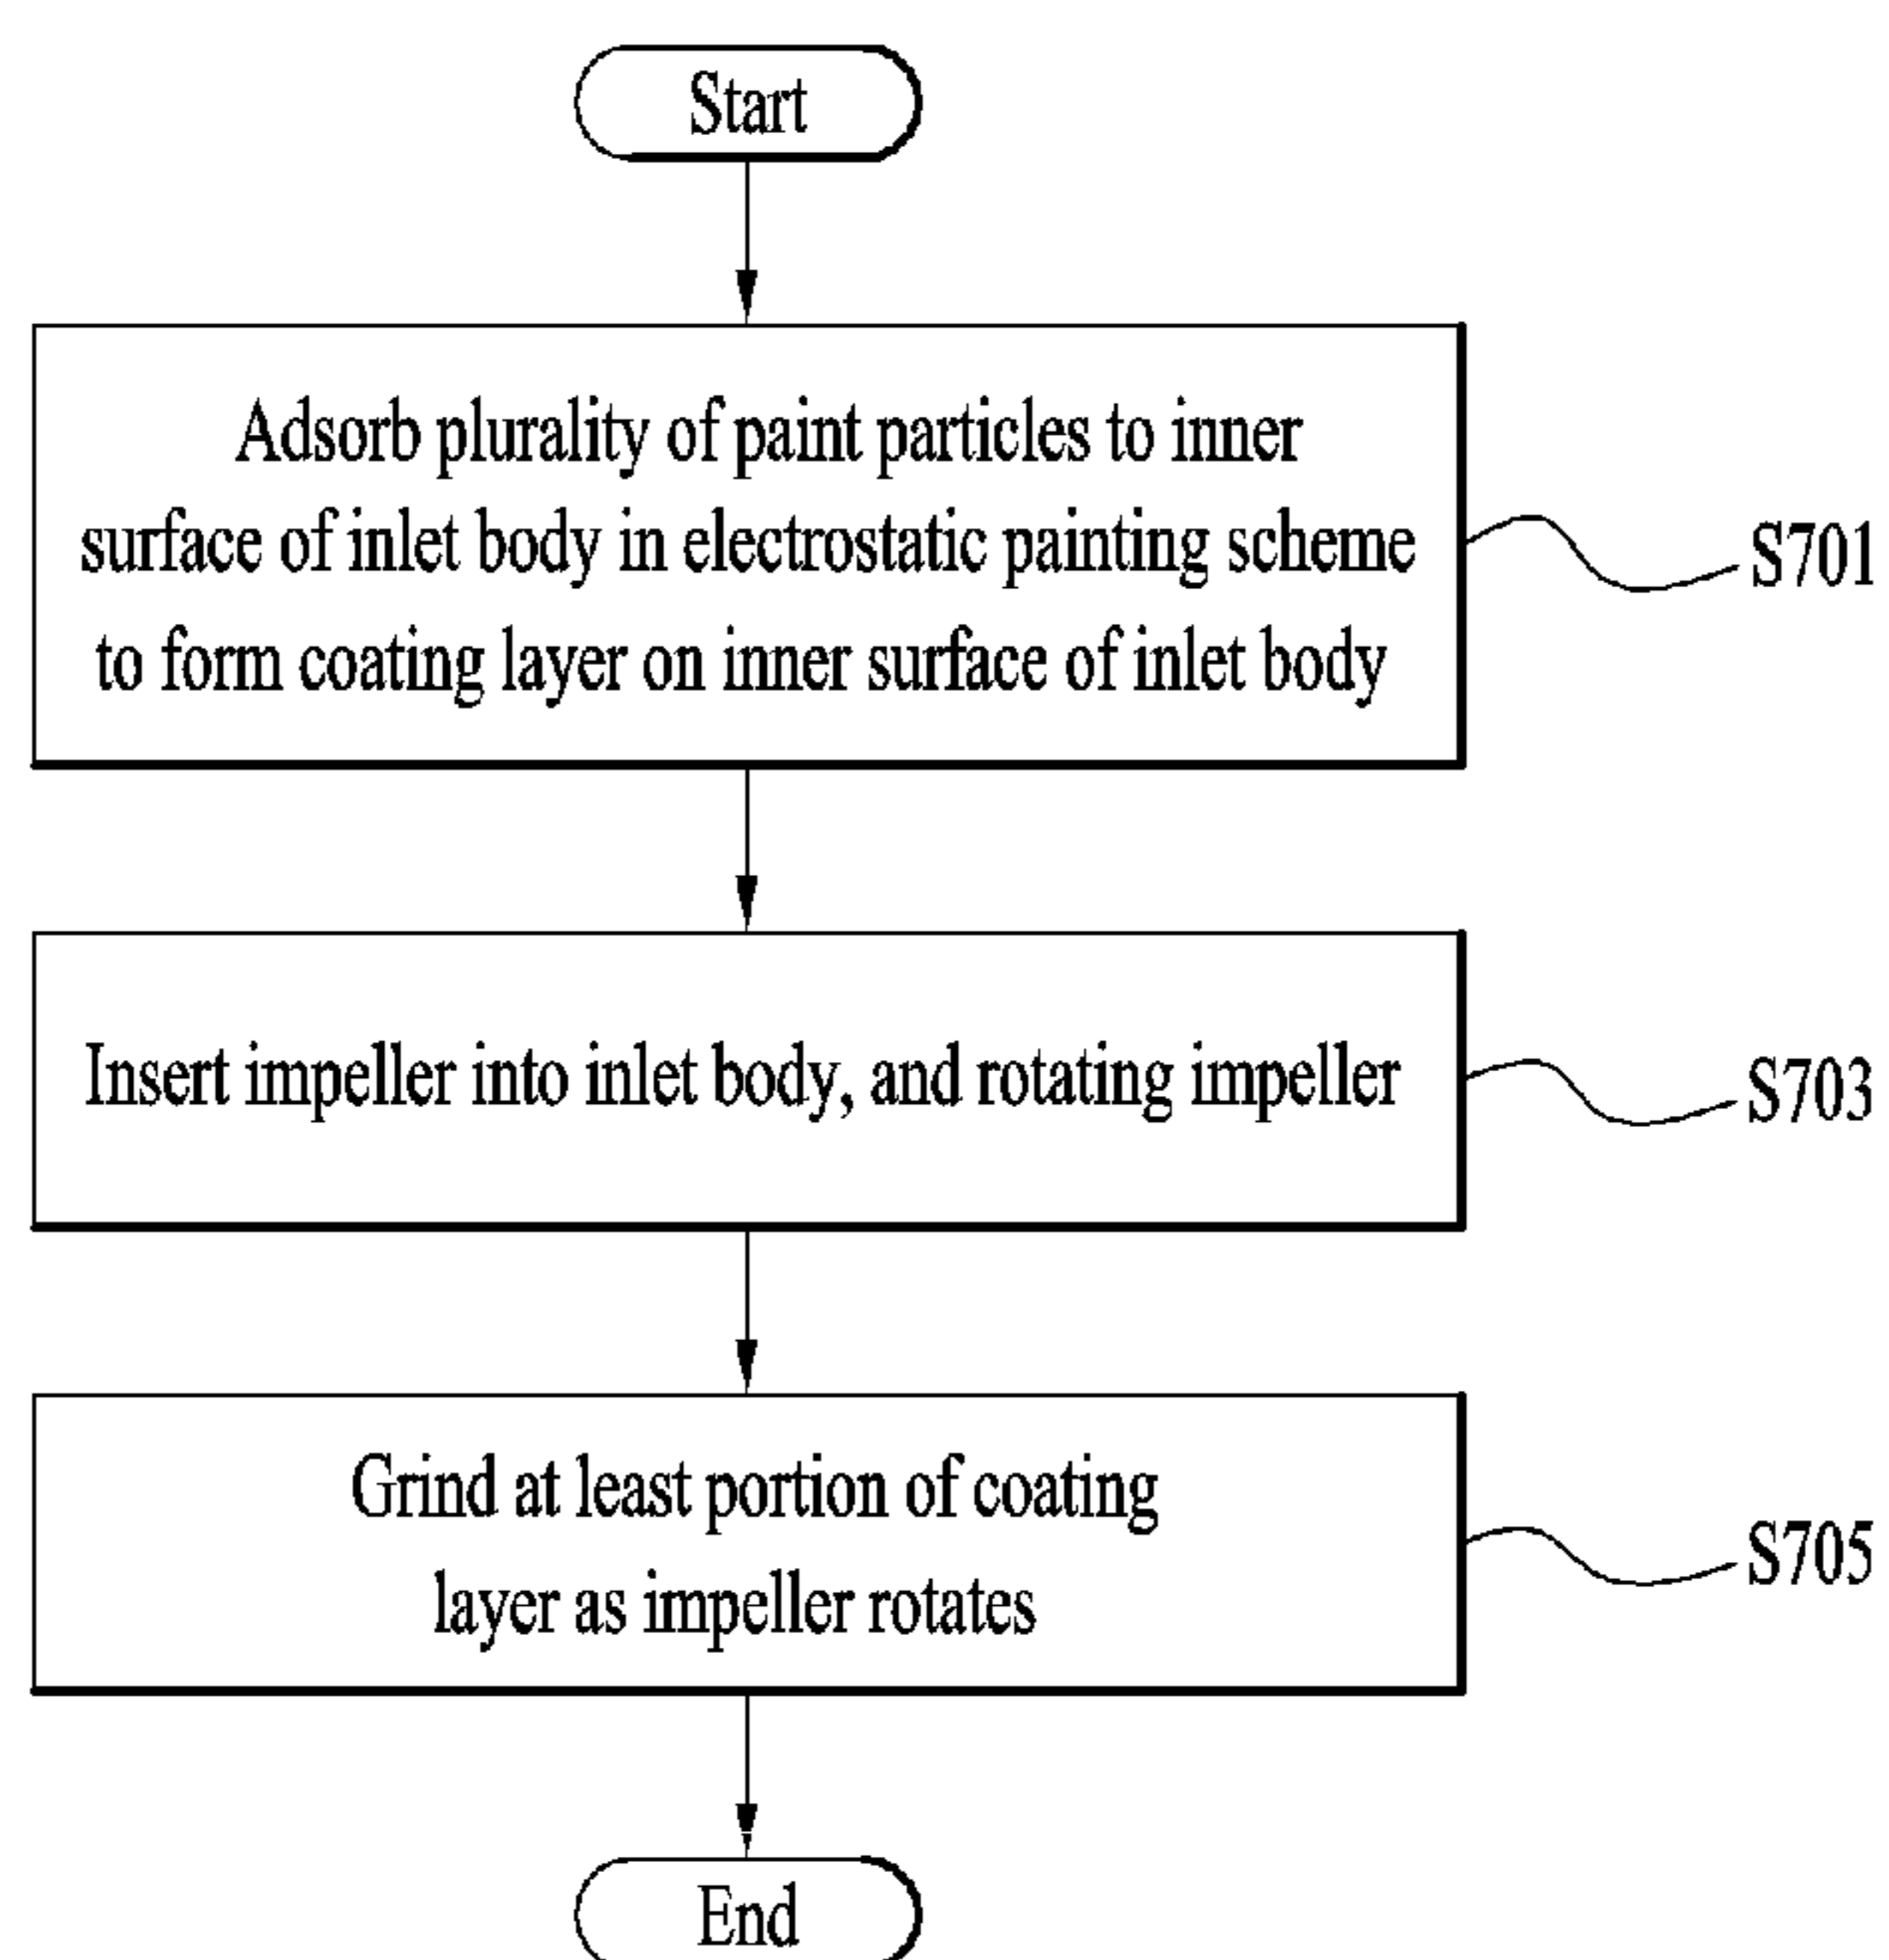 Start
Adsorb plurality of paint particles to inner
surface of inlet body in electrostatic painting scheme
to form coating layer on inner surface of inlet body
S701
Insert impeller into inlet body, and rotating impeller
S703
Grind at least portion of coating
layer as impeller rotates
S705
End